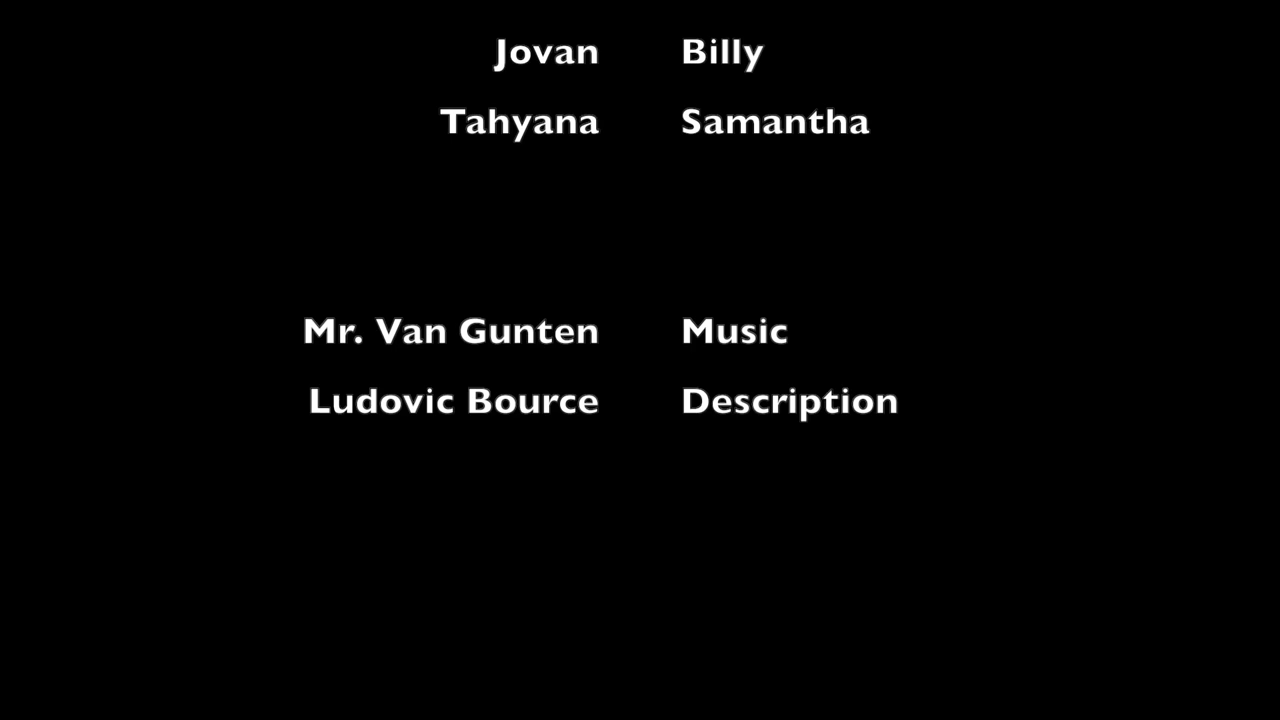 Jovan Billy
Tahyana Samantha
Mr. Van Gunten Music
Ludovic Bource Description